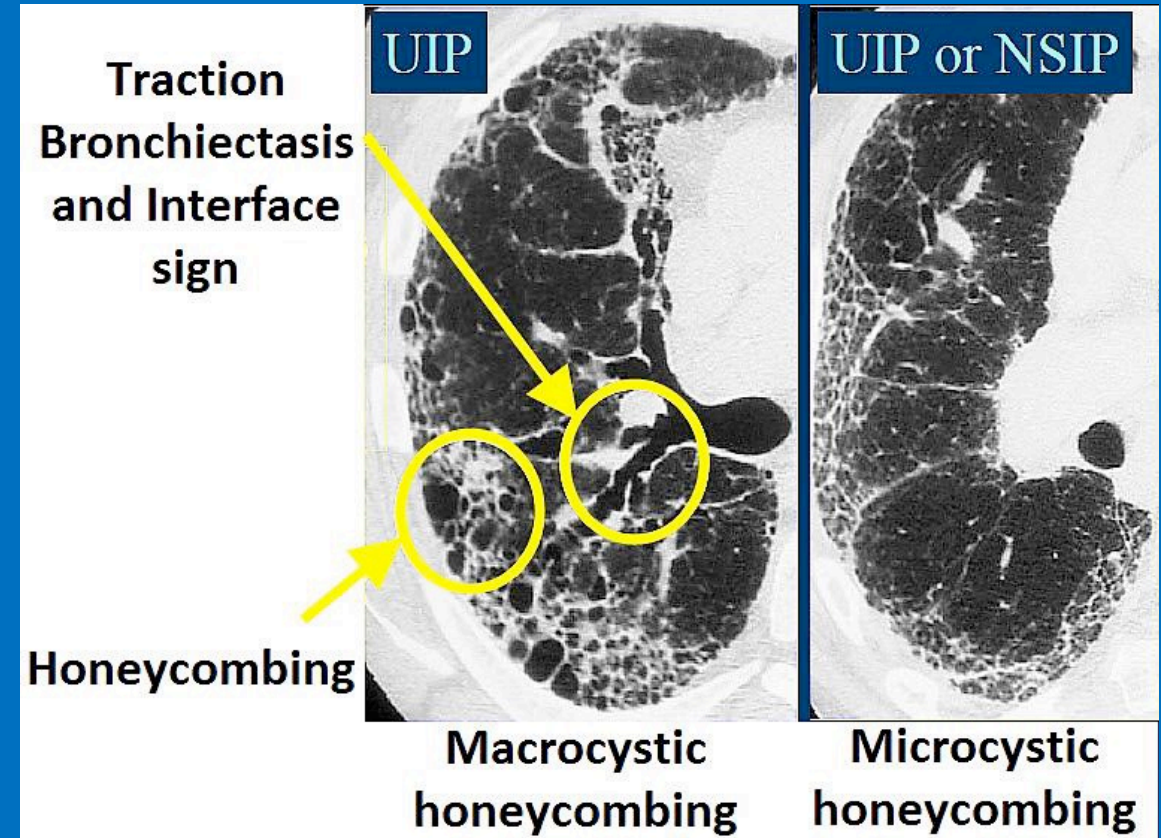 Traction
Bronchiectasis
and Interface
sign
UIP
UIP or NSIP
Honeycombing
Macrocystic
honeycombing
Microcystic
honeycombing